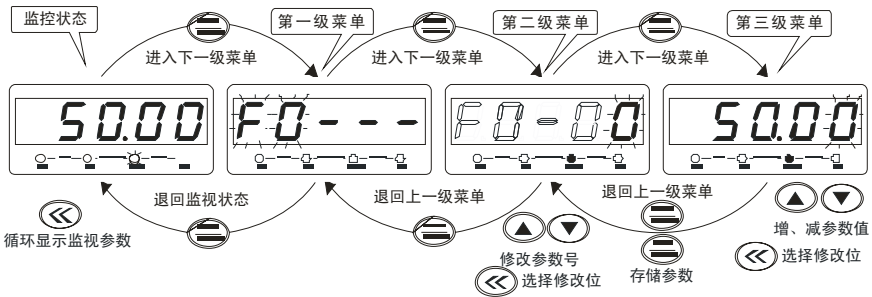 监控状态
第一级菜单
第二级菜单
第三级菜单
进入下一级菜单
进入下一级菜单
进入下一级菜单
50.00
F0---
F0-00
50.00
退回监视状态
退回上一级菜单
退回上一级菜单
循环显示监视参数
修改参数号
选择修改位
存储参数
增、减参数值
选择修改位